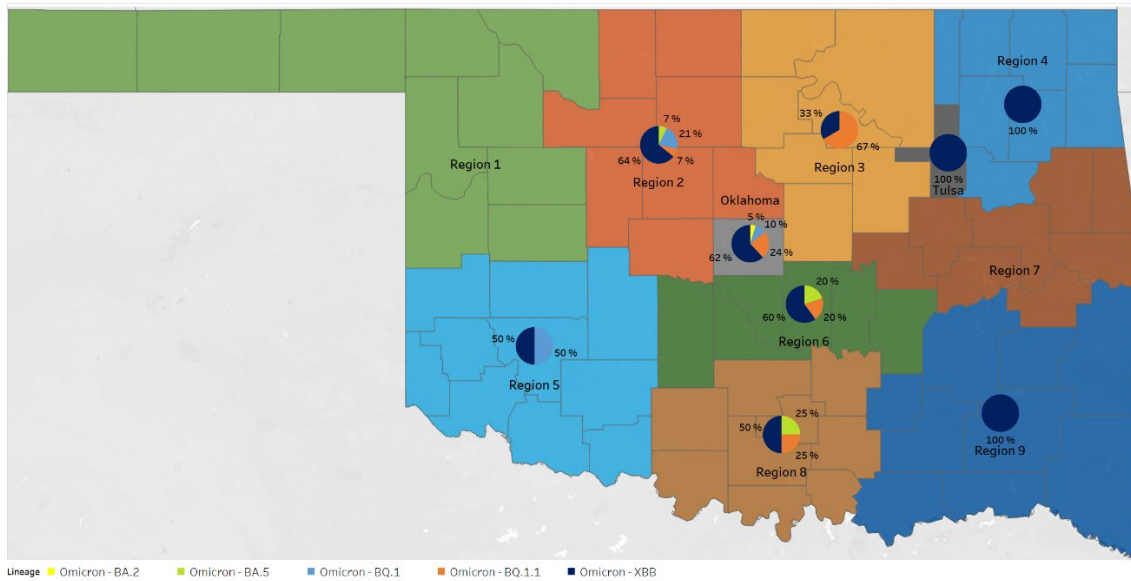 Region 4
7 %
33 %
100 %
21 %
67 %
64 %
7 %
Region 1
Region 2
Region 3
100 %
Tulsa
Oklahoma
5 %
10 %
62 %
24 %
Region 7
20 %
60 %
20 %
Region 6
50 %
50 %
Region 5
25 %
50 %
25 %
Region 8
100 %
Region 9
Lineage Omicron - BA.2 Omicron - BA.5 Omicron - BQ.1 Omicron - BQ.1.1 Omicron - XBB